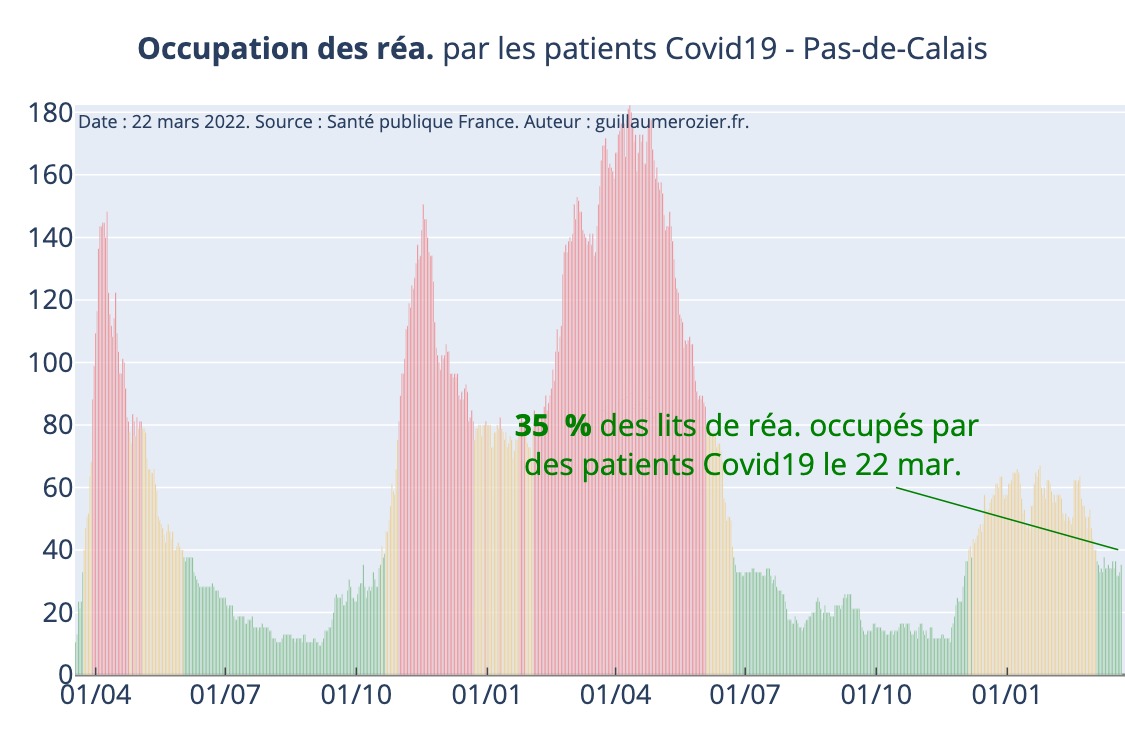 Occupation des réa. par les patients Covid19 - Pas-de-Calais
180
Date : 22 mars 2022. Source : Santé publique France. Auteur : guillaumerozier.fr.
160
140
120
100
80
35 % des lits de réa. occupés par
des patients Covid19 le 22 mar.
60
40
20
0
01/04 01/07 01/10 01/01 01/04 01/07 01/10 01/01